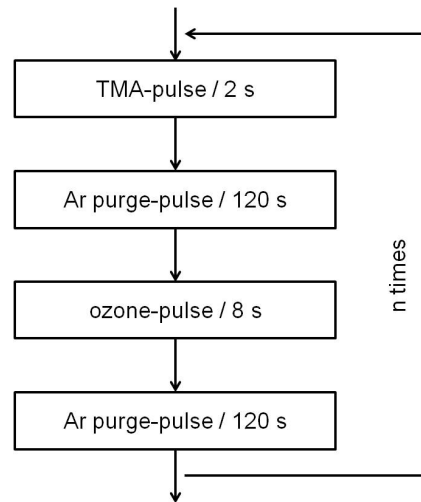 TMA-pulse / 2 s
Ar purge-pulse / 120 s
ozone-pulse / 8 s
Ar purge-pulse / 120 s
n times